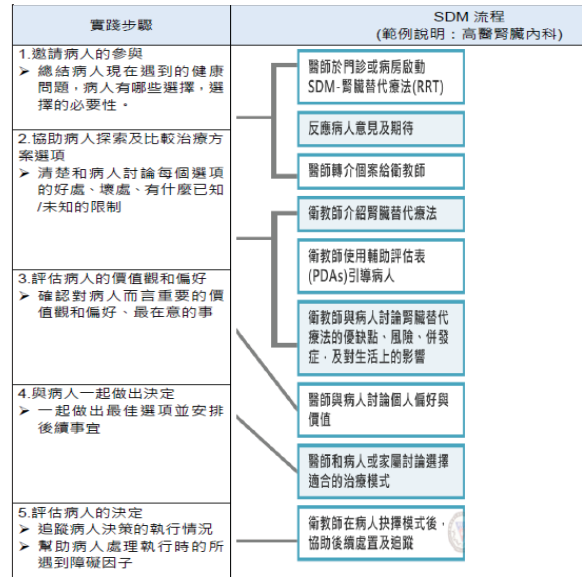 實踐步驟
SDM 流程
(範例說明：高醫腎臟內科)
1.邀請病人的參與
➢ 總結病人現在遇到的健康
問題，病人有哪些選擇，選
擇的必要性。
2.協助病人探索及比較治療方
案選項
➢ 清楚和病人討論每個選項
的好處、壞處、有什麼已知
/未知的限制
3.評估病人的價值觀和偏好
➢ 確認對病人而言重要的價
值觀和偏好、最在意的事
4.與病人一起做出決定
➢ 一起做出最佳選項並安排
後續事宜
5.評估病人的決定
➢ 追蹤病人決策的執行情況
➢ 幫助病人處理執行時的所
遇到障礙因子
醫師於門診或病房啟動
SDM-腎臟替代療法(RRT)
反應病人意見及期待
醫師轉介個案給衛教師
衛教師介紹腎臟替代療法
衛教師使用輔助評估表
(PDAs)引導病人
衛教師與病人討論腎臟替代
療法的優缺點、風險、併發
症，及對生活上的影響
醫師與病人討論個人偏好與
價值
醫師和病人或家屬討論選擇
適合的治療模式
衛教師在病人抉擇模式後，
協助後續處置及追蹤